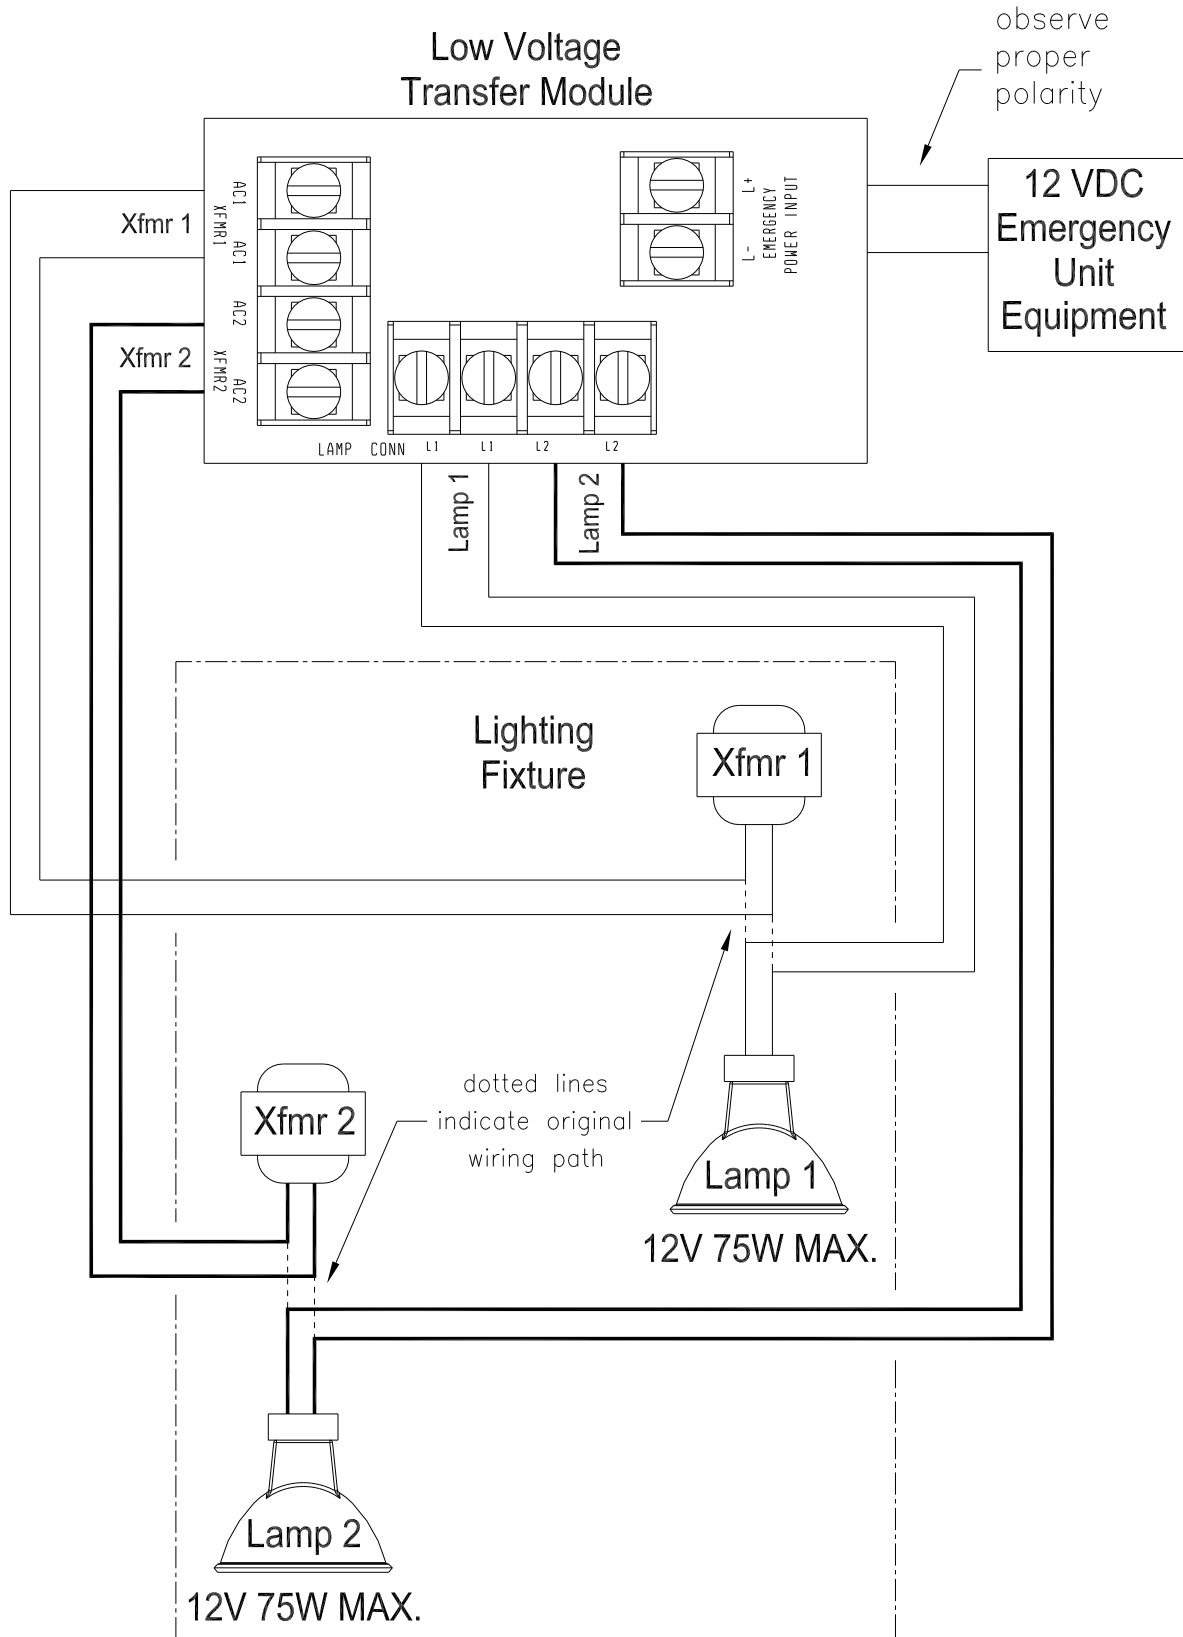 observe
proper
polarity
Low Voltage
Transfer Module
12 VDC
Emergency
Unit
Equipment
Xfmr 1
Xfmr 2
AC1
XFMR1
AC1
AC2
XFMR2
AC2
L+
L-
EMERGENCY
POWER INPUT
LAMP CONN L1 L1 L2 L2
Lamp 1
Lamp 2
Lighting
Fixture
Xfmr 1
dotted lines
indicate original
wiring path
Xfmr 2
Lamp 1
12V 75W MAX.
Lamp 2
12V 75W MAX.